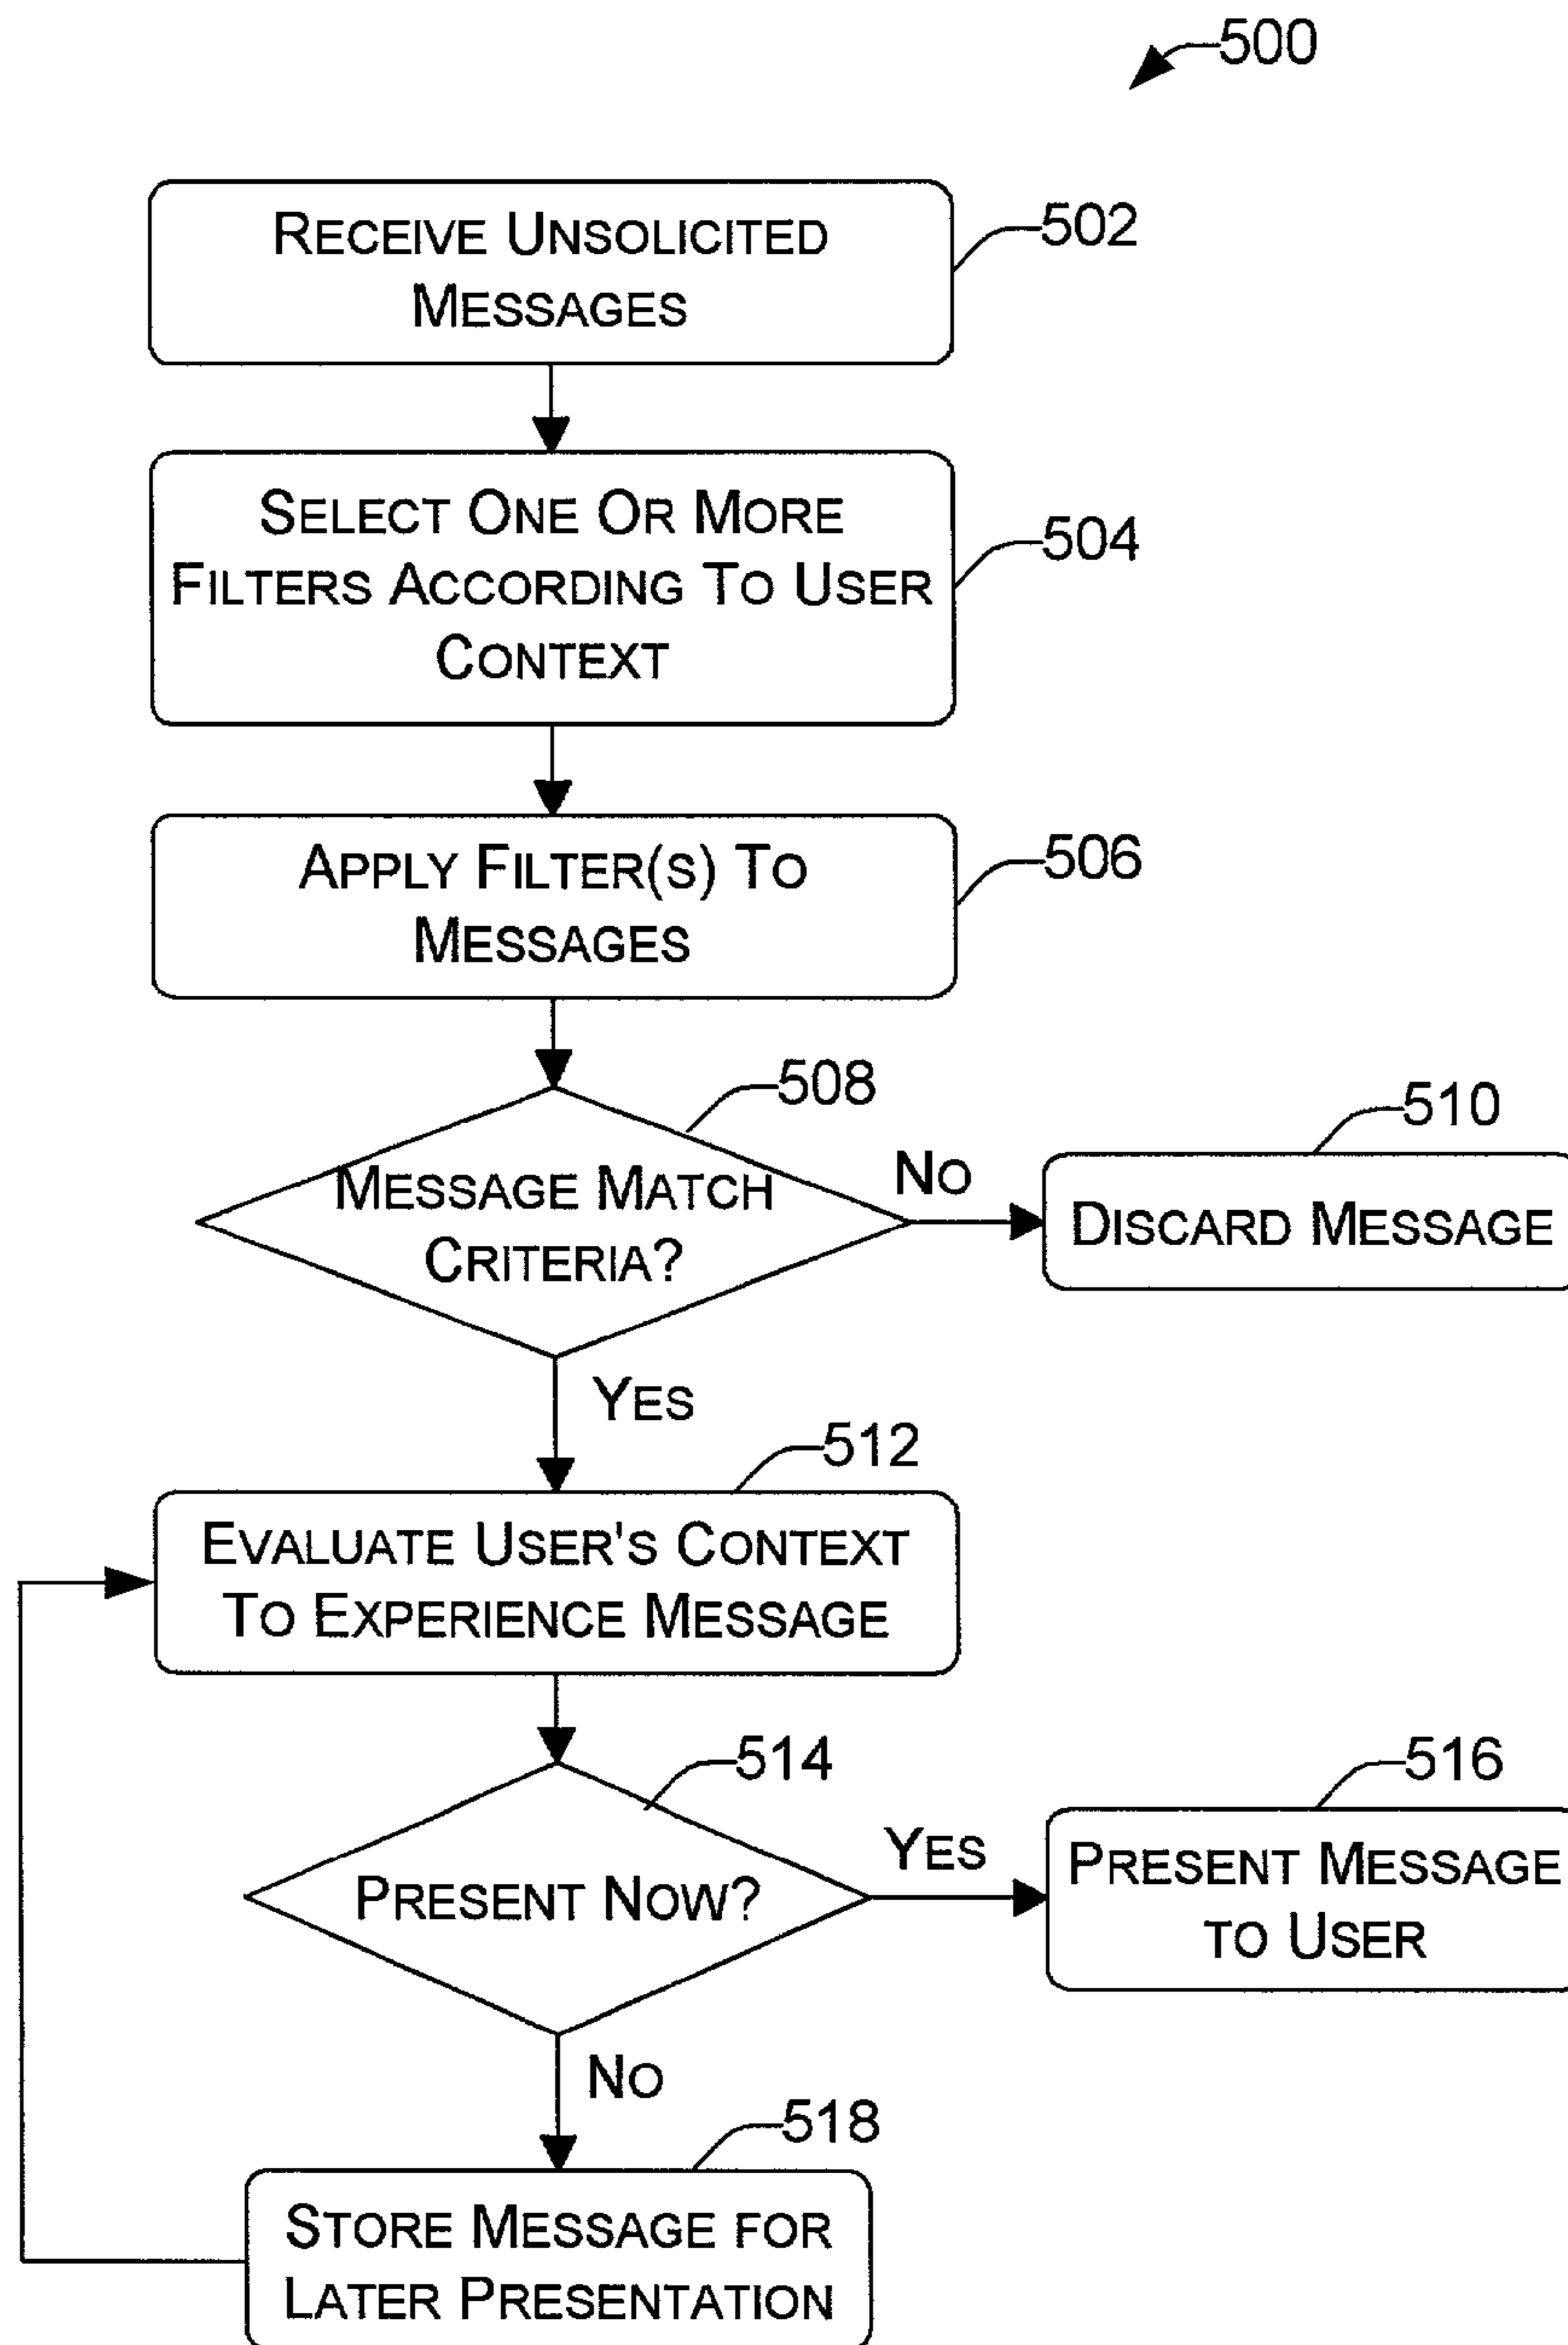 500
RECEIVE UNSOLICITED
MESSAGES
502
SELECT ONE OR MORE
FILTERS ACCORDING TO USER
CONTEXT
504
APPLY FILTER(S) TO
MESSAGES
506
508
MESSAGE MATCH
CRITERIA?
NO
510
DISCARD MESSAGE
YES
512
EVALUATE USER'S CONTEXT
TO EXPERIENCE MESSAGE
514
PRESENT NOW?
YES
516
PRESENT MESSAGE
TO USER
NO
518
STORE MESSAGE FOR
LATER PRESENTATION